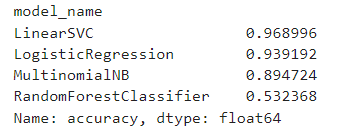 model_name
LinearSVC 0.968996
LogisticRegression 0.939192
MultinomialNB 0.894724
RandomForestClassifier 0.532368
Name: accuracy, dtype: float64